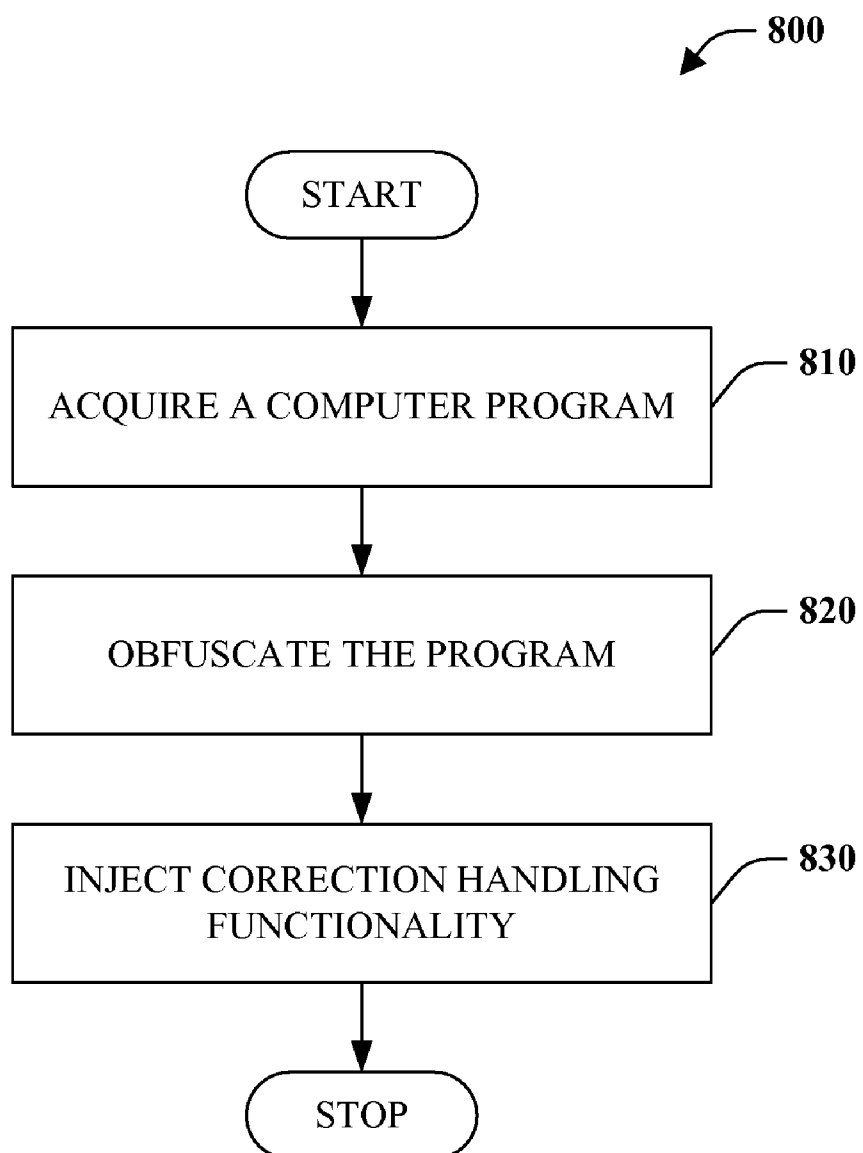 800
START
810
ACQUIRE A COMPUTER PROGRAM
820
OBFUSCATE THE PROGRAM
830
INJECT CORRECTION HANDLING
FUNCTIONALITY
STOP